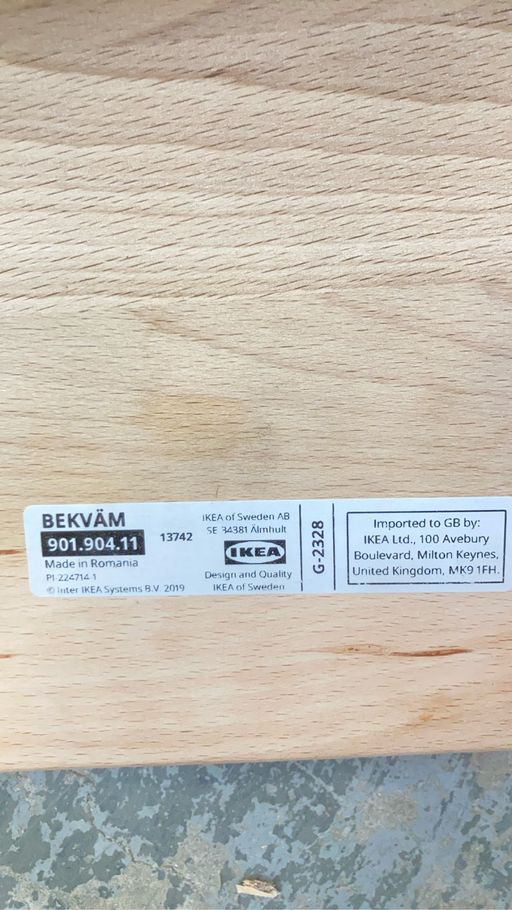 BEKVÄM
901.904.11
13742
Made in Romania
PI-224714-1
© Inter IKEA Systems B.V. 2019
IKEA of Sweden AB
SE-34381 Älmhult
IKEA
Design and Quality
IKEA of Sweden
G-2328
Imported to GB by:
IKEA Ltd., 100 Avebury
Boulevard, Milton Keynes,
United Kingdom, MK9 1FH.